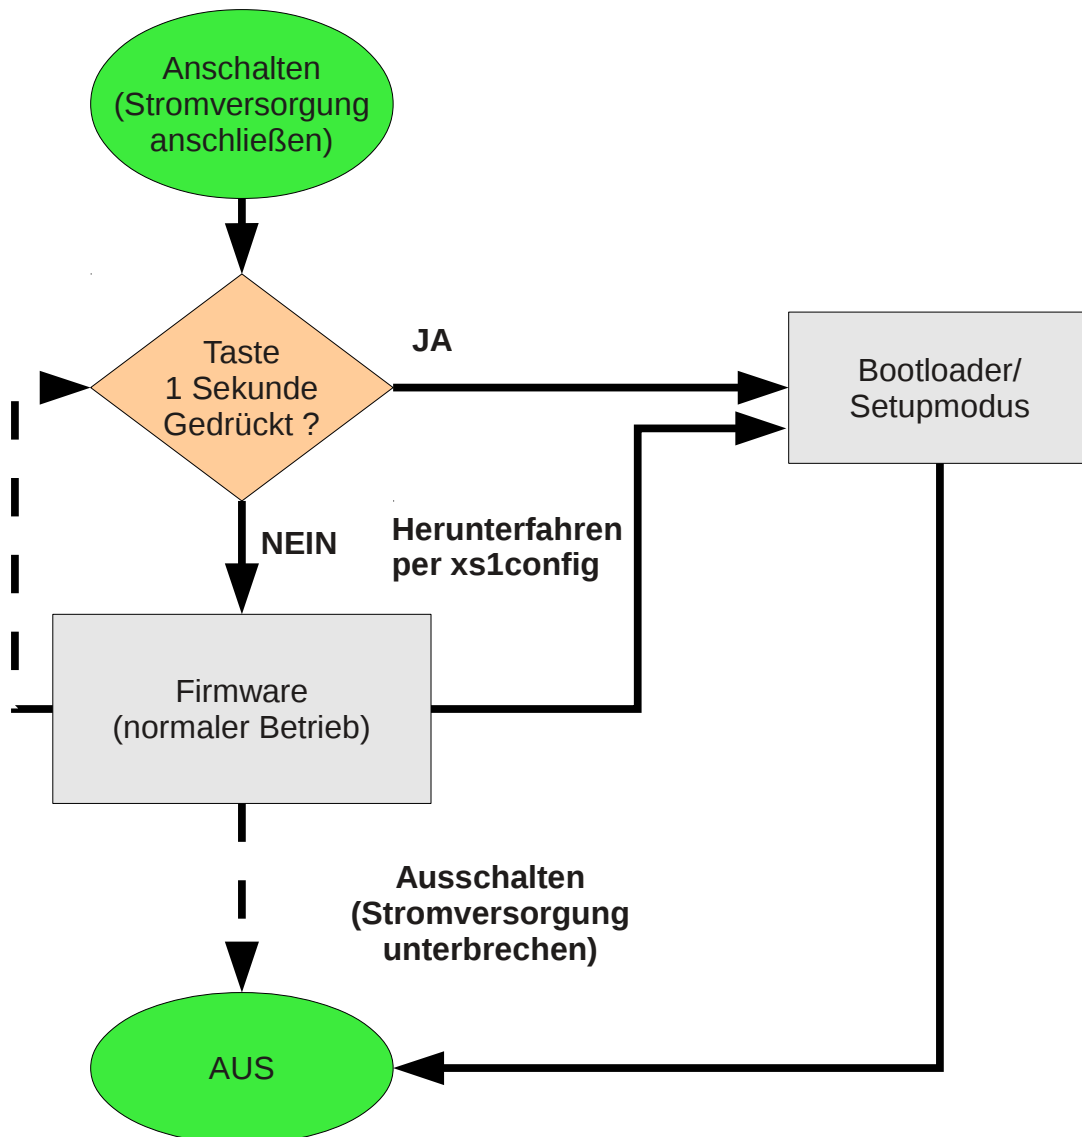 Anschalten
(Stromversorgung
anschließen)
JA
Taste
1 Sekunde
Gedrückt ?
Bootloader/
Setupmodus
NEIN
Herunterfahren
per xs1config
Firmware
(normaler Betrieb)
Ausschalten
(Stromversorgung
unterbrechen)
AUS